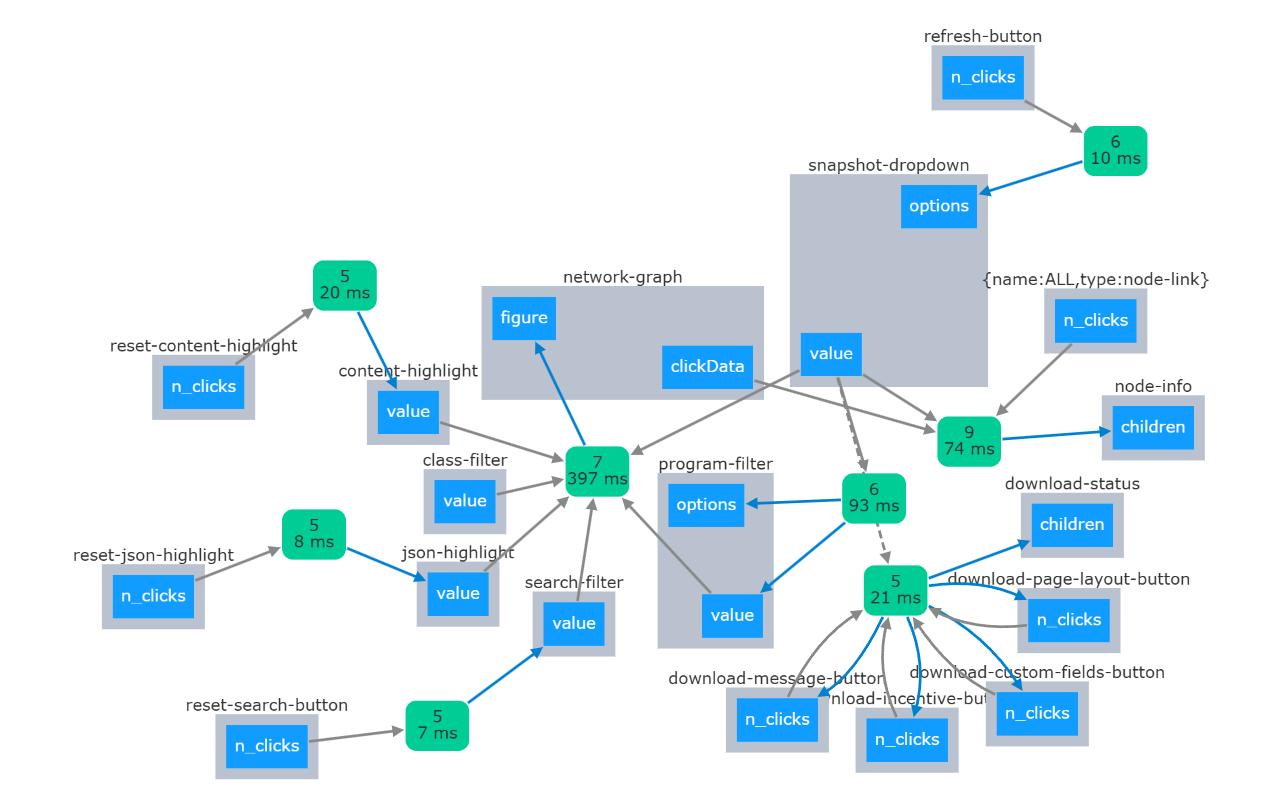 refresh-button
n_clicks
6
10 ms
snapshot-dropdown
options
value
{name:ALL,type:node-link}
n_clicks
network-graph
figure
clickData
5
20 ms
reset-content-highlight
n_clicks
content-highlight
value
node-info
children
9
74 ms
class-filter
value
7
397 ms
program-filter
options
value
6
93 ms
download-status
children
5
8 ms
reset-json-highlight
n_clicks
json-highlight
value
search-filter
value
5
21 ms
download-page-layout-button
n_clicks
download-message-button
n_clicks
download-custom-fields-button
n_clicks
n_clicks
reset-search-button
n_clicks
5
7 ms